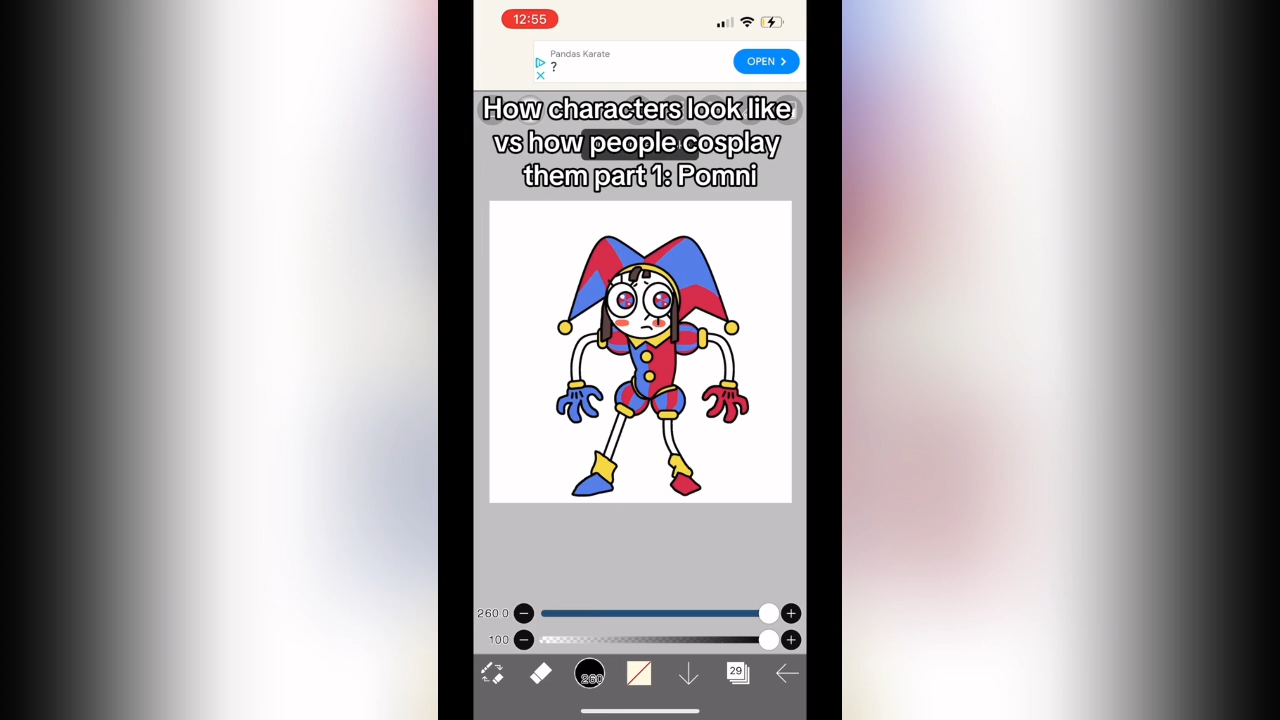 12:55
Pandas Karate
?
OPEN
How characters look like
vs how people cosplay
them part 1: Pomni
260.0
100
260
29